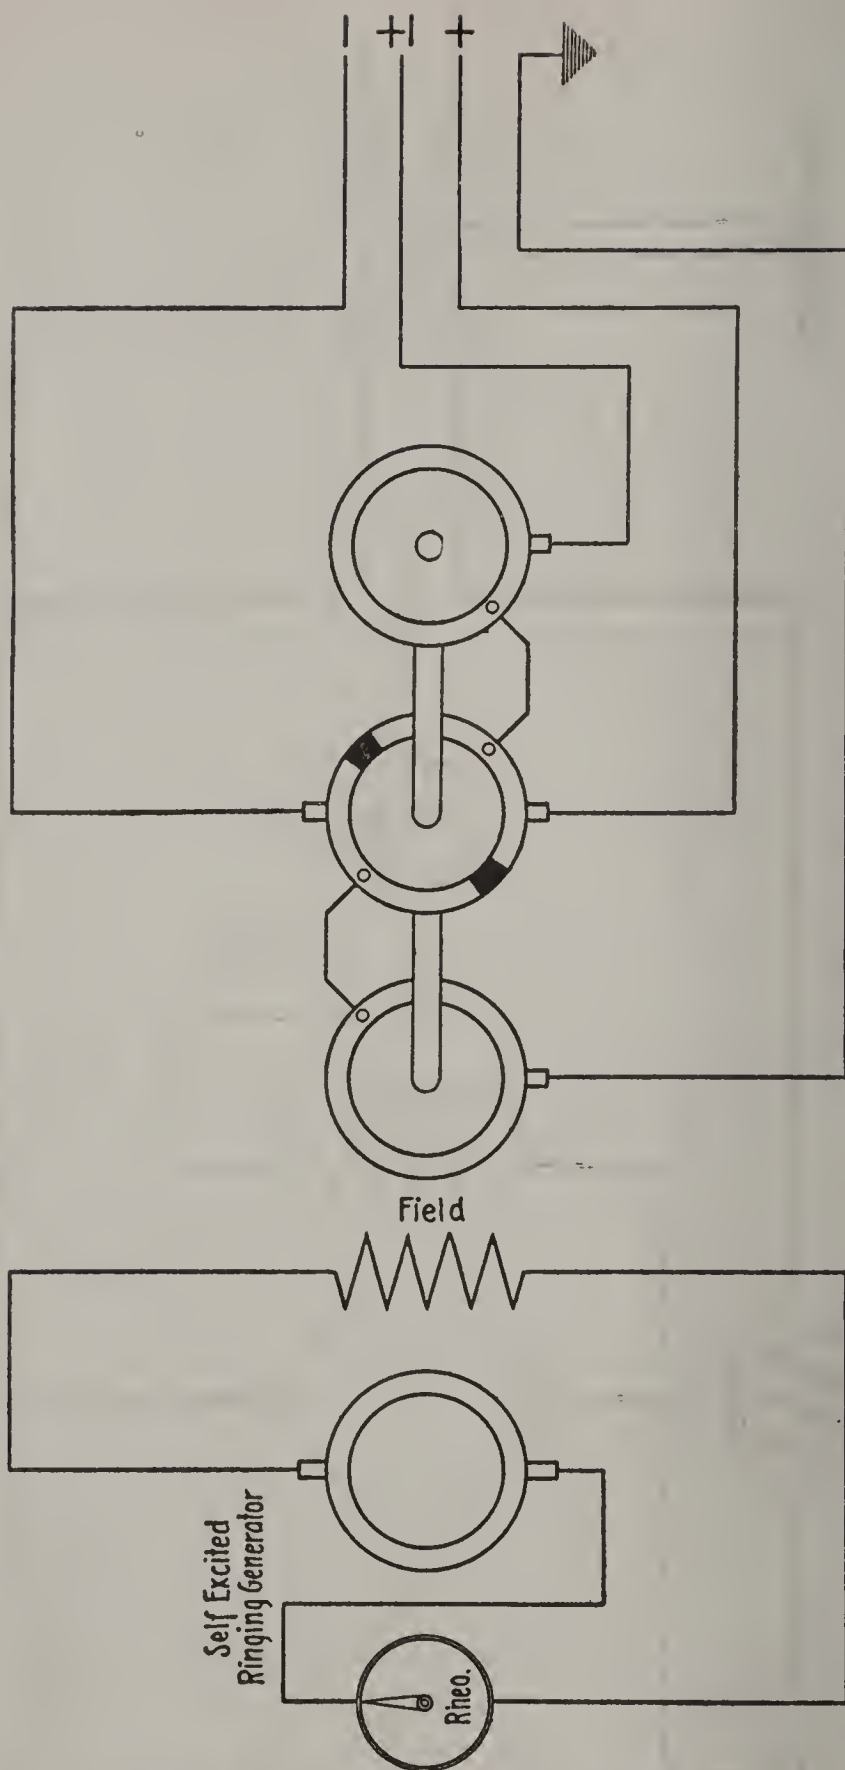 − +− +
Field
Self Excited
Ringing Generator
Rheo.